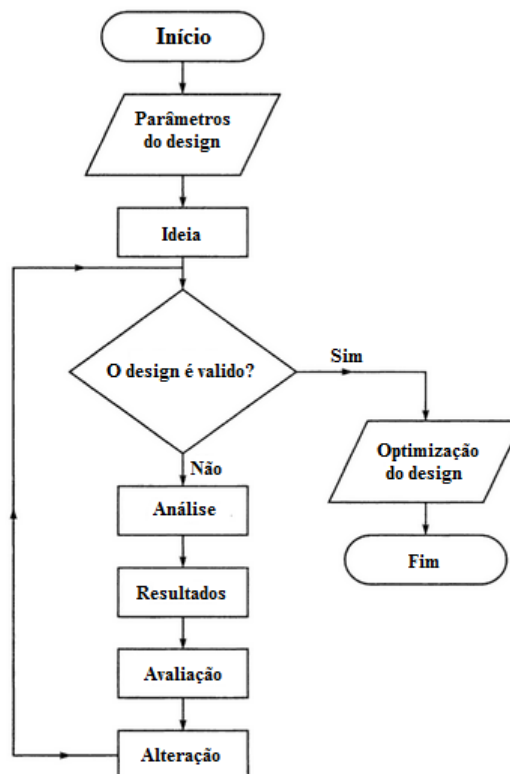 Início
Parâmetros
do design
Ideia
O design é valido?
Sim
Optimização
do design
Fim
Não
Análise
Resultados
Avaliação
Alteração